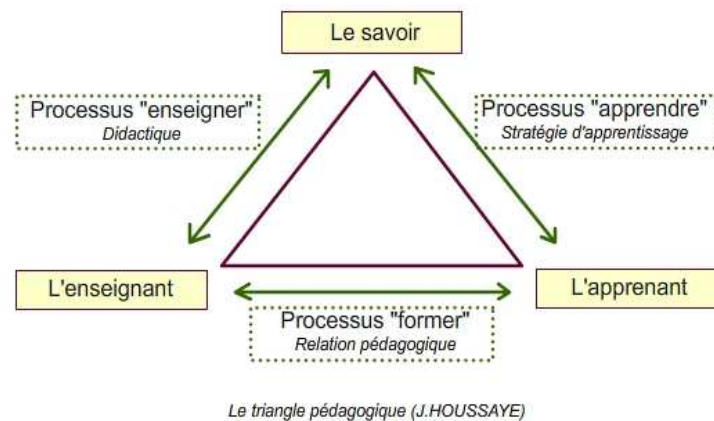 Le savoir
Processus "enseigner"
Didactique
Processus "apprendre"
Stratégie d'apprentissage
L'enseignant
L'apprenant
Processus "former"
Relation pédagogique
Le triangle pédagogique (J.HOUSSAYE)